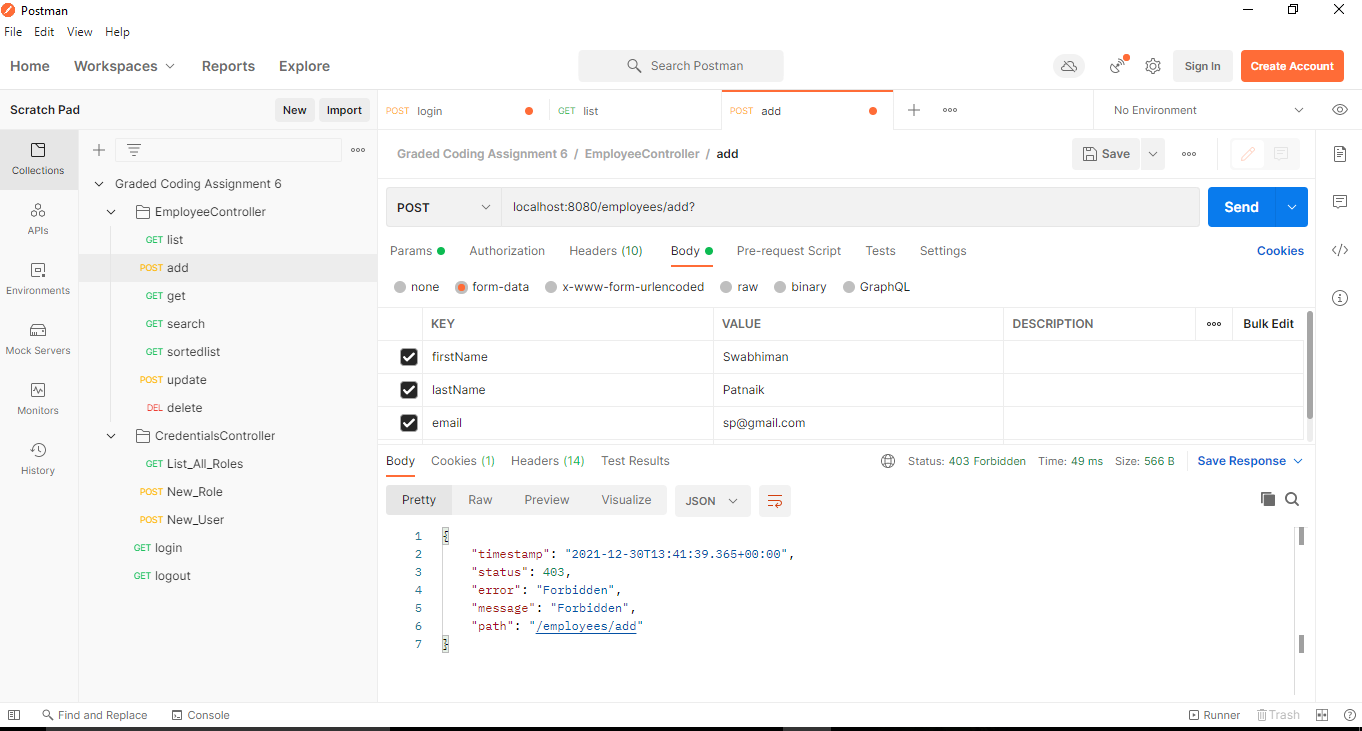 Postman
File Edit View Help
Home Workspaces Reports Explore
Search Postman
Sign In
Create Account
Scratch Pad
New
Import
POST login
GET list
POST add
No Environment
Collections
APIs
Environments
Mock Servers
Monitors
History
Graded Coding Assignment 6
EmployeeController
GET list
POST add
GET get
GET search
GET sortedlist
POST update
DEL delete
CredentialsController
GET List_All_Roles
POST New_Role
POST New_User
GET login
GET logout
Graded Coding Assignment 6 / EmployeeController / add
Save
POST
localhost:8080/employees/add?
Send
Params Authorization Headers (10) Body Pre-request Script Tests Settings
Cookies
none form-data x-www-form-urlencoded raw binary GraphQL
KEY VALUE DESCRIPTION
Bulk Edit
firstName Swabhiman
lastName Patnaik
email sp@gmail.com
Body Cookies (1) Headers (14) Test Results
Status: 403 Forbidden Time: 49 ms Size: 566 B
Save Response
Pretty Raw Preview Visualize
JSON
1 {
2 "timestamp": "2021-12-30T13:41:39.365+00:00",
3 "status": 403,
4 "error": "Forbidden",
5 "message": "Forbidden",
6 "path": "/employees/add"
7 }
Find and Replace
Console
Runner
Trash